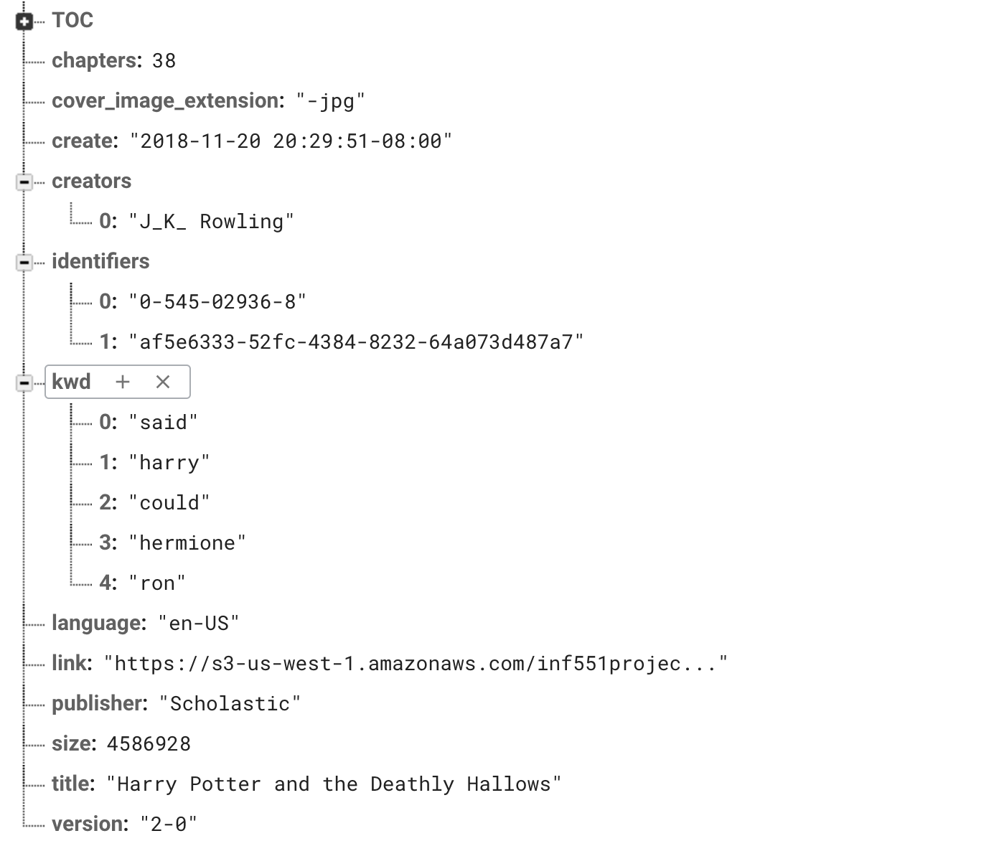 TOC
chapters: 38
cover_image_extension: "-jpg"
create: "2018-11-20 20:29:51-08:00"
creators
0: "J_K_ Rowling"
identifiers
0: "0-545-02936-8"
1: "af5e6333-52fc-4384-8232-64a073d487a7"
kwd + ×
0: "said"
1: "harry"
2: "could"
3: "hermione"
4: "ron"
language: "en-US"
link: "https://s3-us-west-1.amazonaws.com/inf551projec..."
publisher: "Scholastic"
size: 4586928
title: "Harry Potter and the Deathly Hallows"
version: "2-0"